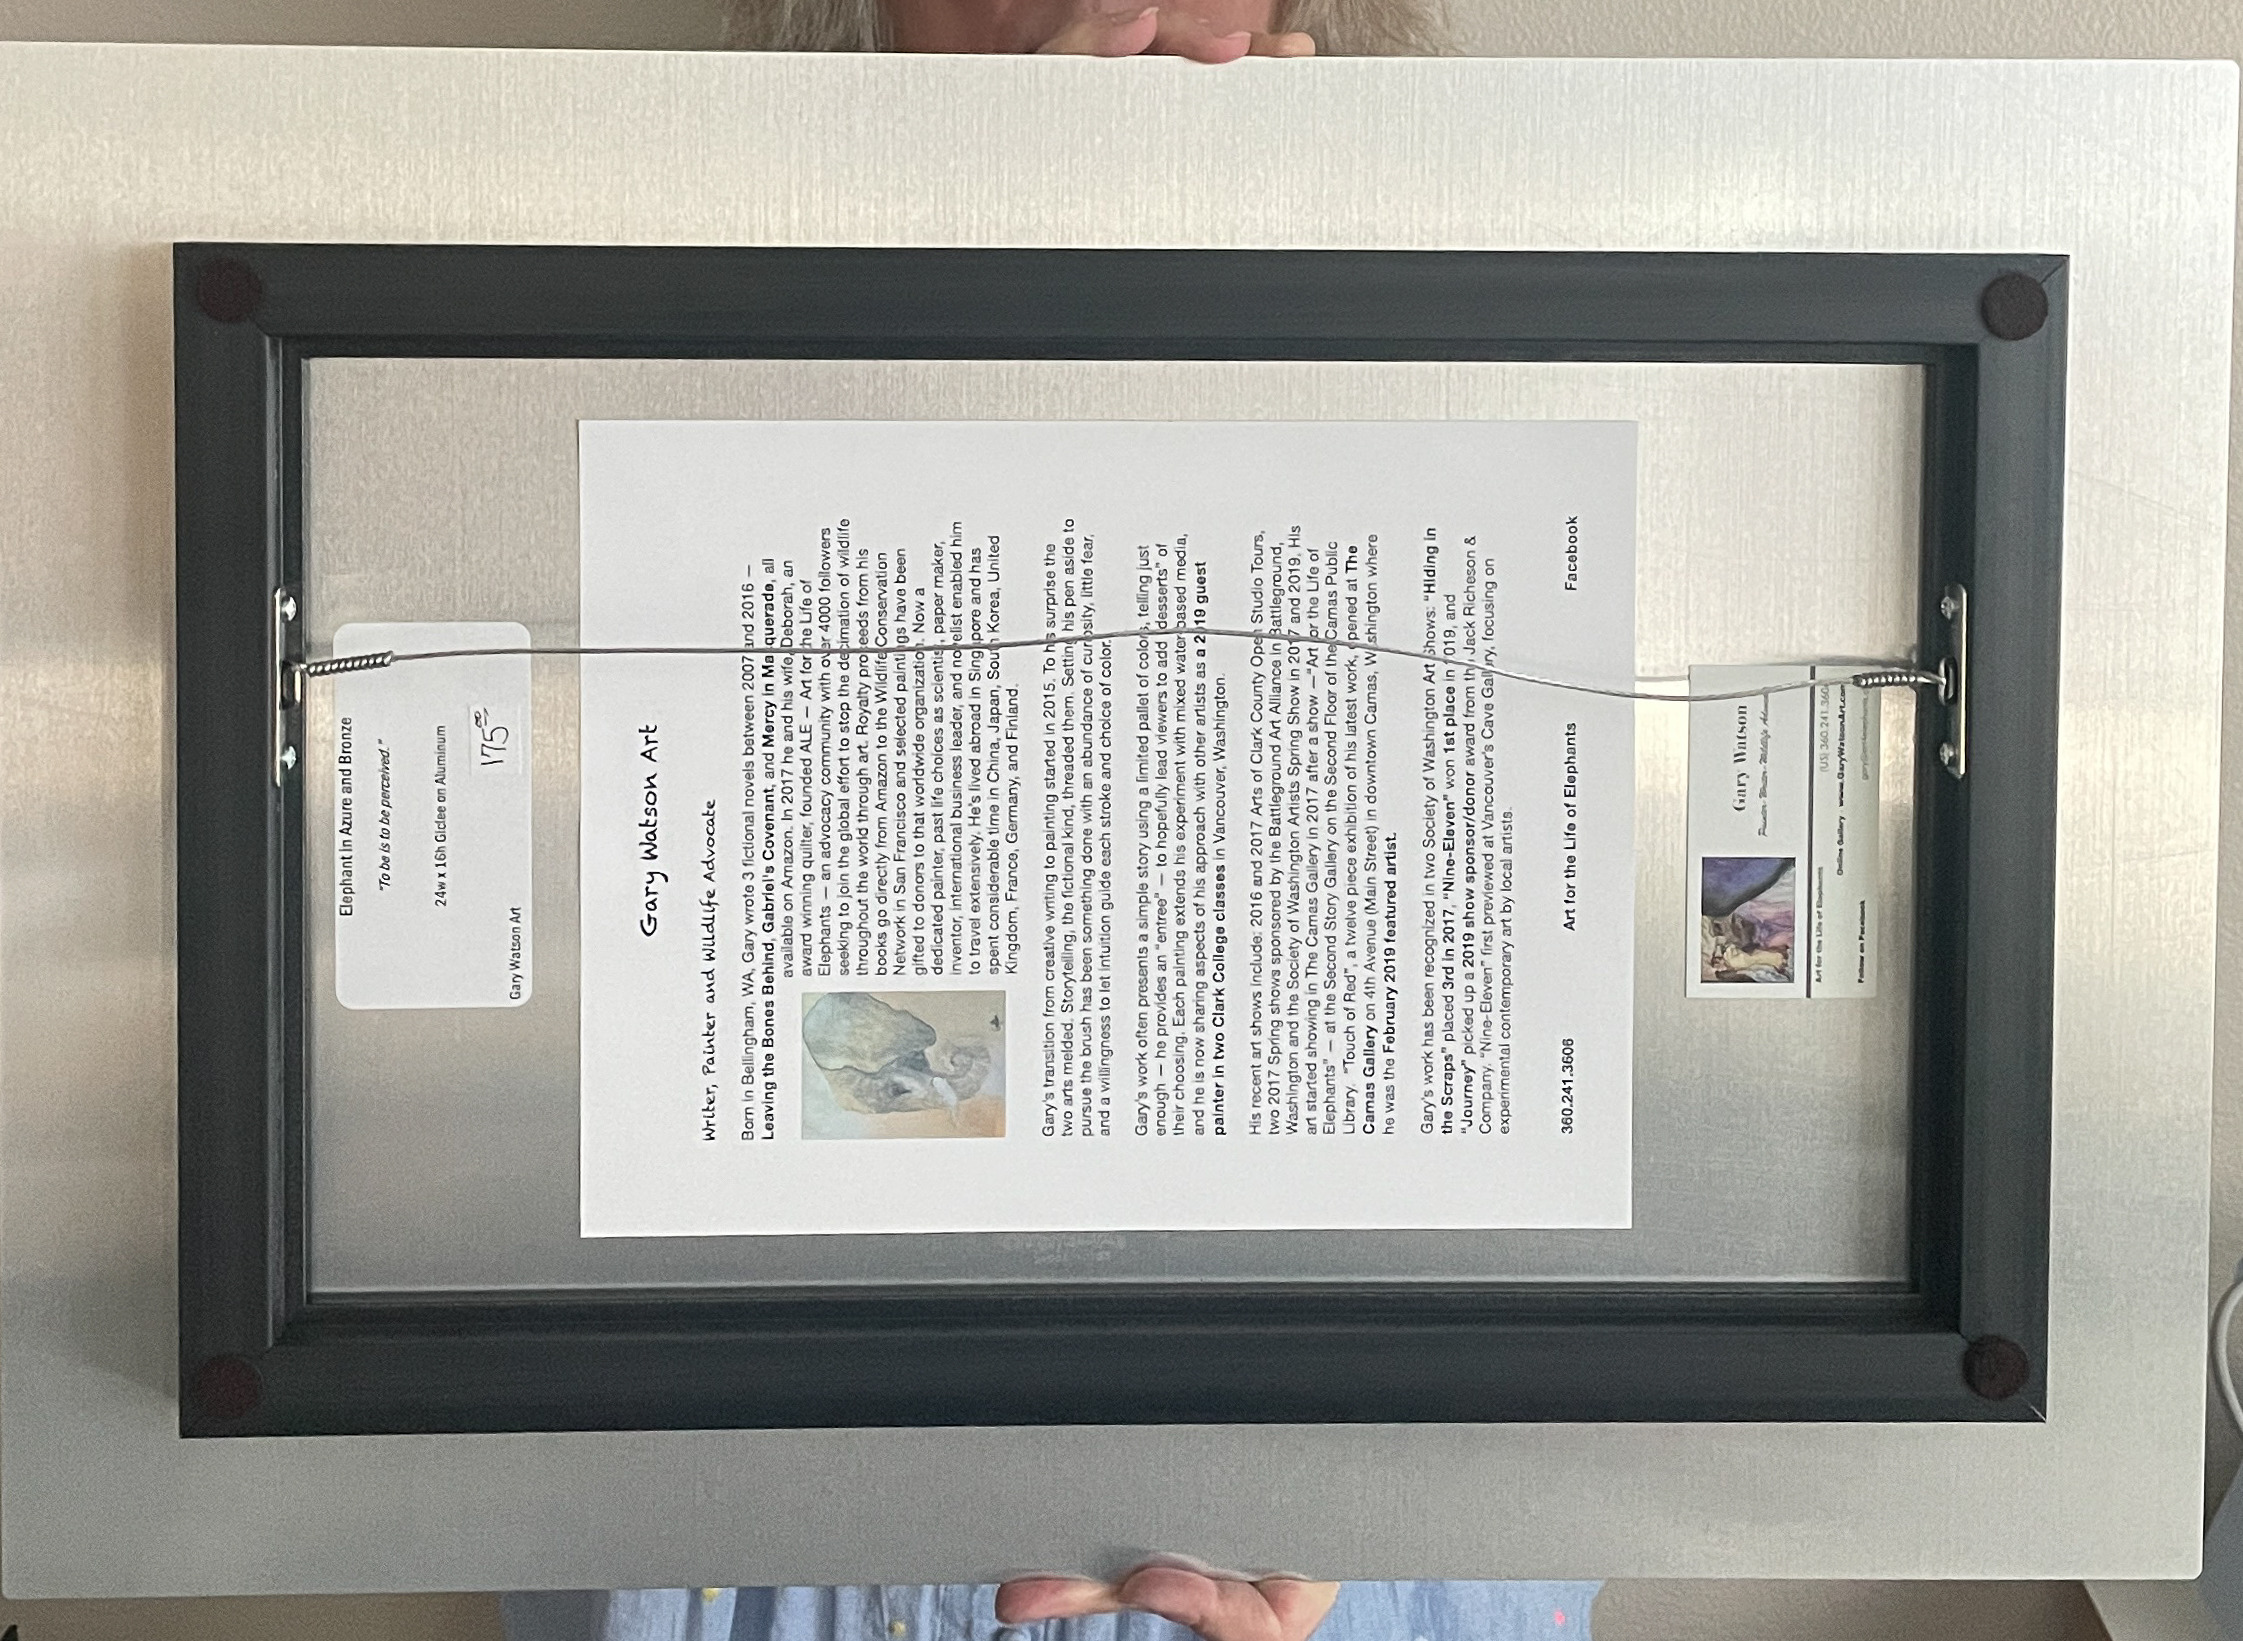 Elephant in Azure and Bronze
"To be is to be perceived."
24w x 16h Giclee on Aluminum
175⁰⁰
Gary Watson Art
Gary Watson Art
Writer, Painter and Wildlife Advocate
Born in Bellingham, WA, Gary wrote 3 fictional novels between 2007 and 2016 —
Leaving the Bones Behind, Gabriel's Covenant, and Mercy in Masquerade, all
available on Amazon. In 2017 he and his wife, Deborah, an
award winning quilter, founded ALE — Art for the Life of
Elephants — an advocacy community with over 4000 followers
seeking to join the global effort to stop the decimation of wildlife
throughout the world through art. Royalty proceeds from his
books go directly from Amazon to the Wildlife Conservation
Network in San Francisco and selected paintings have been
gifted to donors to that worldwide organization. Now a
dedicated painter, past life choices as scientist, paper maker,
inventor, international business leader, and novelist enabled him
to travel extensively. He's lived abroad in Singapore and has
spent considerable time in China, Japan, South Korea, United
Kingdom, France, Germany, and Finland.
Gary's transition from creative writing to painting started in 2015. To his surprise the
two arts melded. Storytelling, the fictional kind, threaded them. Setting his pen aside to
pursue the brush has been something done with an abundance of curiosity, little fear,
and a willingness to let intuition guide each stroke and choice of color.
Gary's work often presents a simple story using a limited pallet of colors, telling just
enough — he provides an "entree" — to hopefully lead viewers to add "desserts" of
their choosing. Each painting extends his experiment with mixed water based media,
and he is now sharing aspects of his approach with other artists as a 2019 guest
painter in two Clark College classes in Vancouver, Washington.
His recent art shows include: 2016 and 2017 Arts of Clark County Open Studio Tours,
two 2017 Spring shows sponsored by the Battleground Art Alliance in Battleground,
Washington and the Society of Washington Artists Spring Show in 2017 and 2019. His
art started showing in The Camas Gallery in 2017 after a show —"Art for the Life of
Elephants" — at the Second Story Gallery on the Second Floor of the Camas Public
Library. "Touch of Red", a twelve piece exhibition of his latest work, opened at The
Camas Gallery on 4th Avenue (Main Street) in downtown Camas, Washington where
he was the February 2019 featured artist.
Gary's work has been recognized in two Society of Washington Art Shows: "Hiding in
the Scraps" placed 3rd in 2017, "Nine-Eleven" won 1st place in 2019, and
"Journey" picked up a 2019 show sponsor/donor award from the Jack Richeson &
Company. "Nine-Eleven" first previewed at Vancouver's Cave Gallery, focusing on
experimental contemporary art by local artists.
360.241.3606 Art for the Life of Elephants Facebook
Gary Watson
Painter - Writer - Wildlife
Art for the Life of Elephants (US) 360.241.360
Online Gallery www.GaryWatsonArt.com
Follow on Facebook